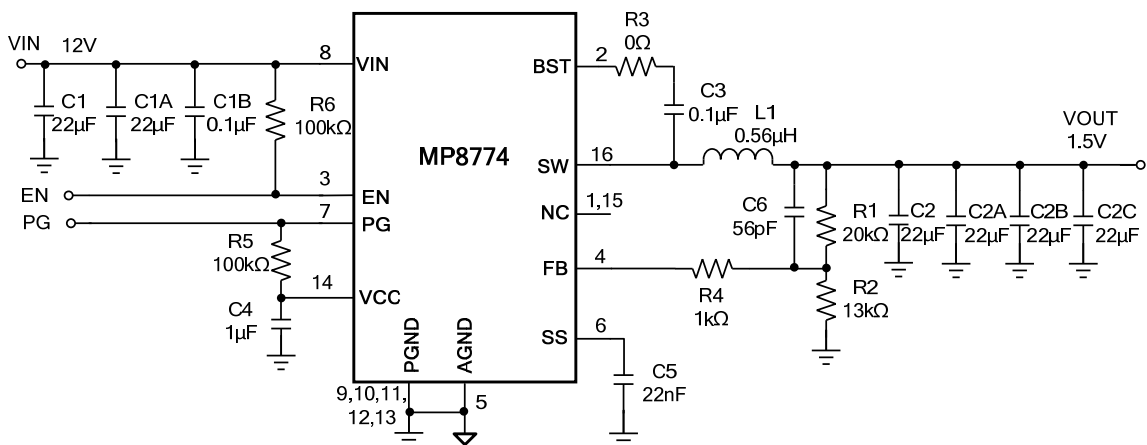 VIN 12V
8
VIN
C1
22µF
C1A
22µF
C1B
0.1µF
R6
100kΩ
EN
3
EN
PG
7
PG
R5
100kΩ
14
VCC
C4
1µF
MP8774
PGND
AGND
9,10,11,
12,13
5
BST
2
R3
0Ω
C3
0.1µF
L1
0.56µH
SW
16
NC
1,15
FB
4
R4
1kΩ
C6
56pF
R1
20kΩ
R2
13kΩ
SS
6
C5
22nF
C2
22µF
C2A
22µF
C2B
22µF
C2C
22µF
VOUT
1.5V